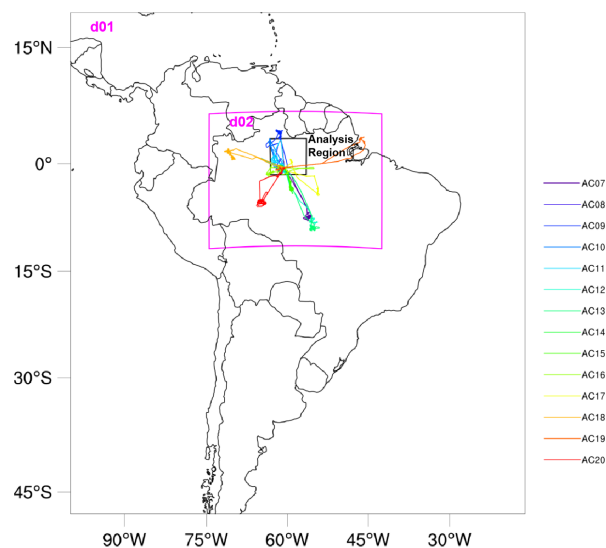 d01
15°N
d02
Analysis
Region
0°
15°S
30°S
45°S
90°W 75°W 60°W 45°W 30°W
AC07
AC08
AC09
AC10
AC11
AC12
AC13
AC14
AC15
AC16
AC17
AC18
AC19
AC20